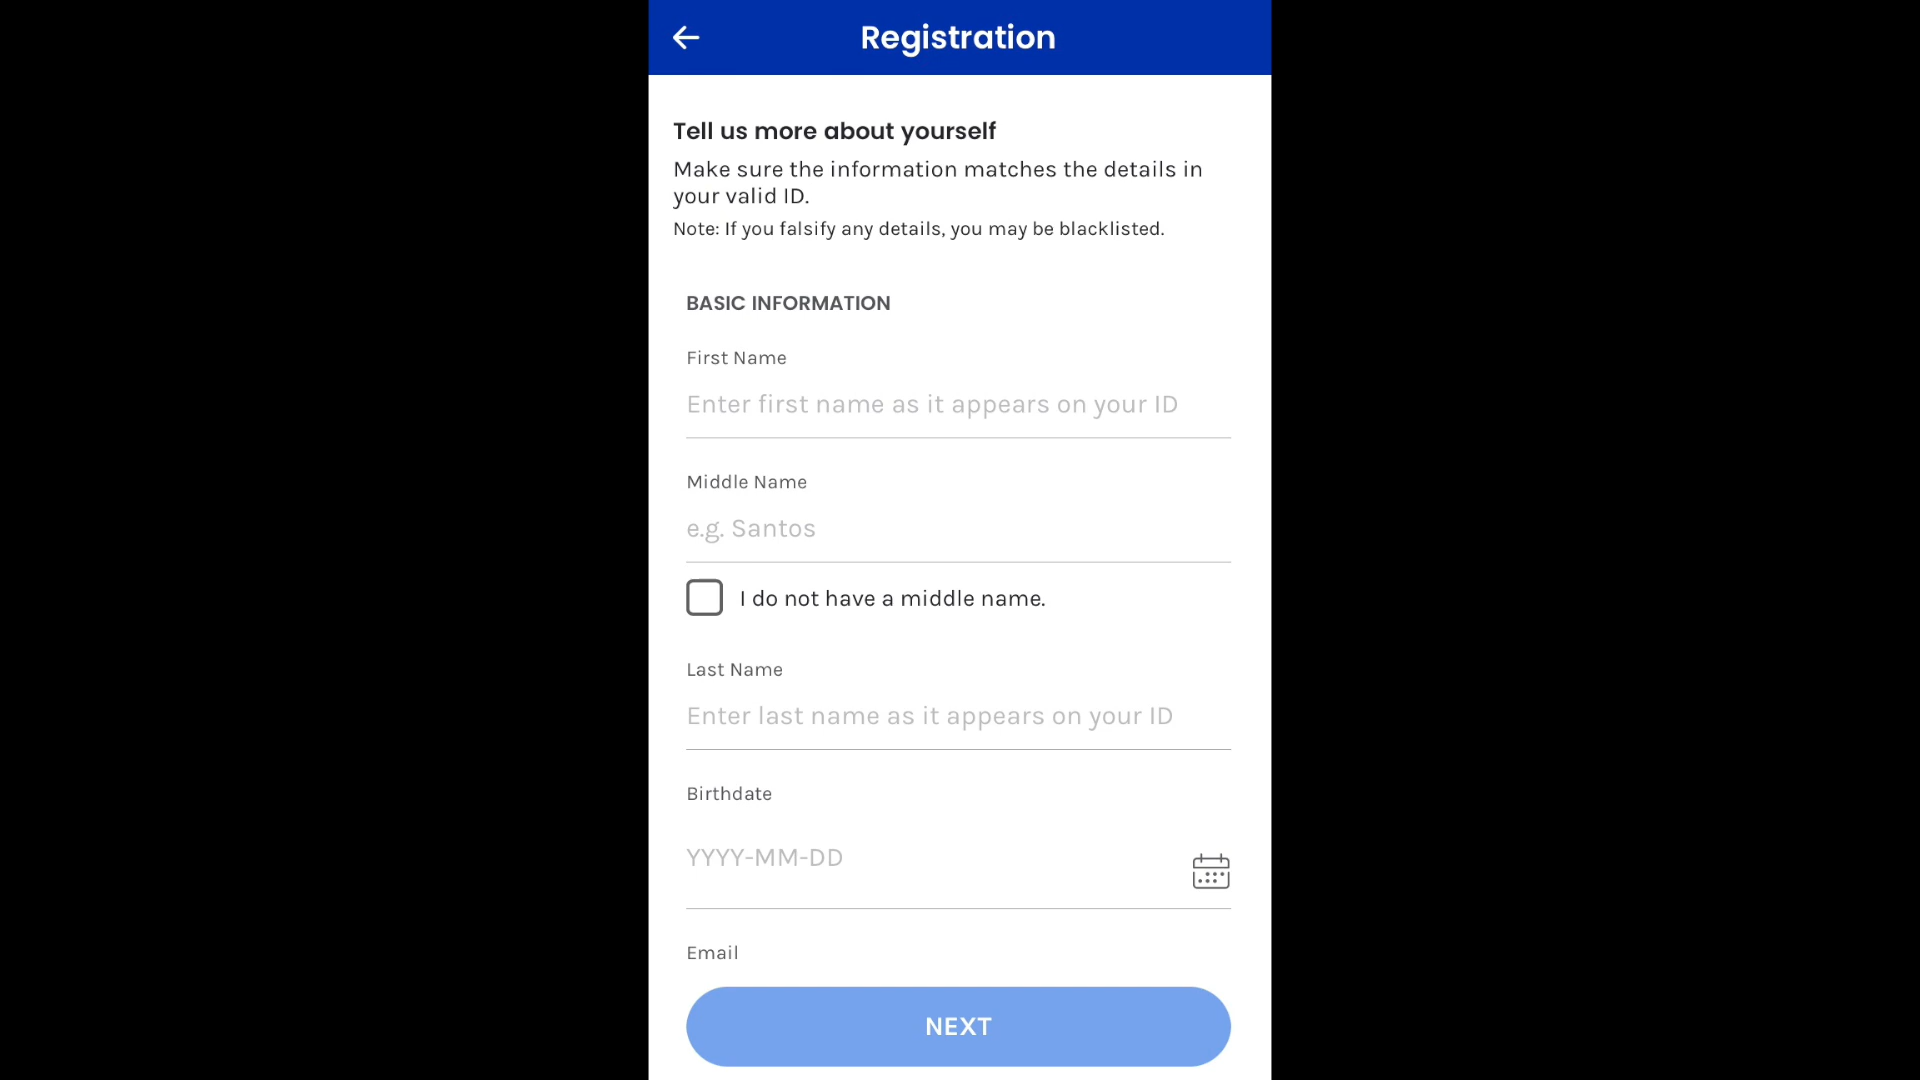 Registration
Tell us more about yourself
Make sure the information matches the details in
your valid ID.
Note: If you falsify any details, you may be blacklisted.
BASIC INFORMATION
First Name
Enter first name as it appears on your ID
Middle Name
e.g. Santos
I do not have a middle name.
Last Name
Enter last name as it appears on your ID
Birthdate
YYYY-MM-DD
Email
NEXT